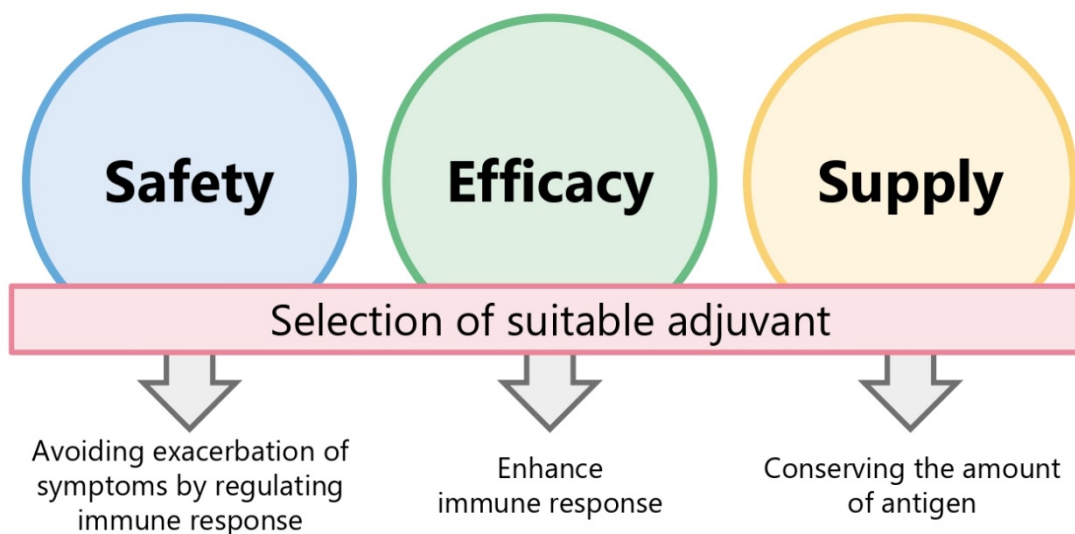 Safety
Efficacy
Supply
Selection of suitable adjuvant
Avoiding exacerbation of
symptoms by regulating
immune response
Enhance
immune response
Conserving the amount
of antigen